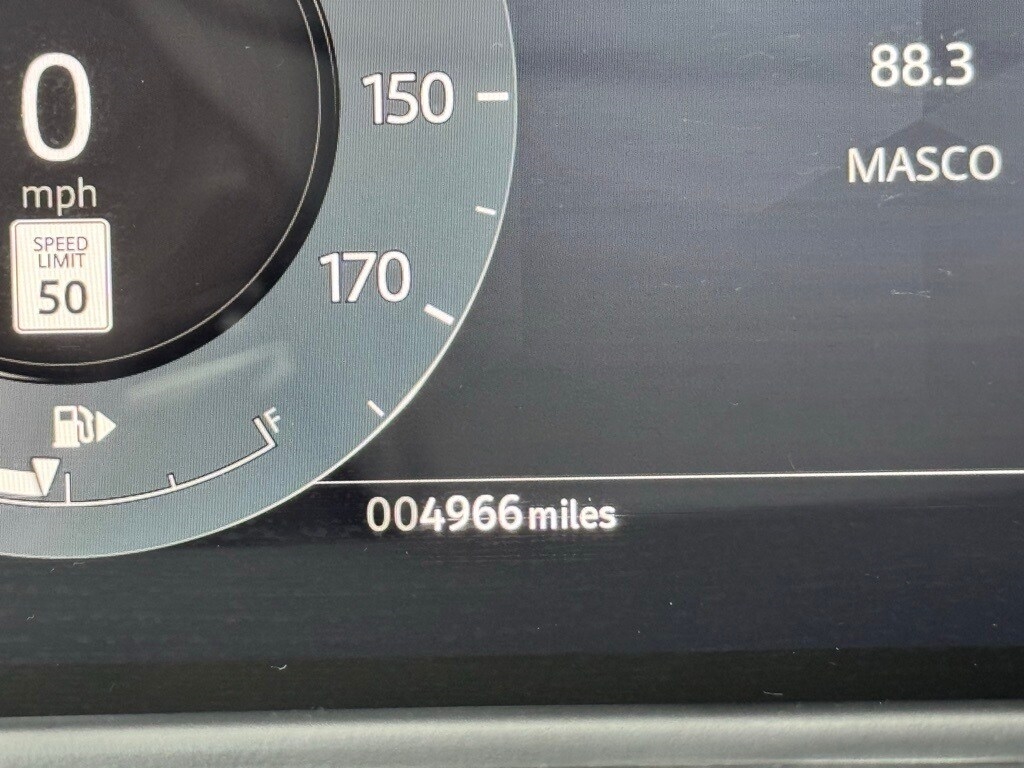 0
mph
SPEED
LIMIT
50
150
170
F
88.3
MASCO
004966 miles